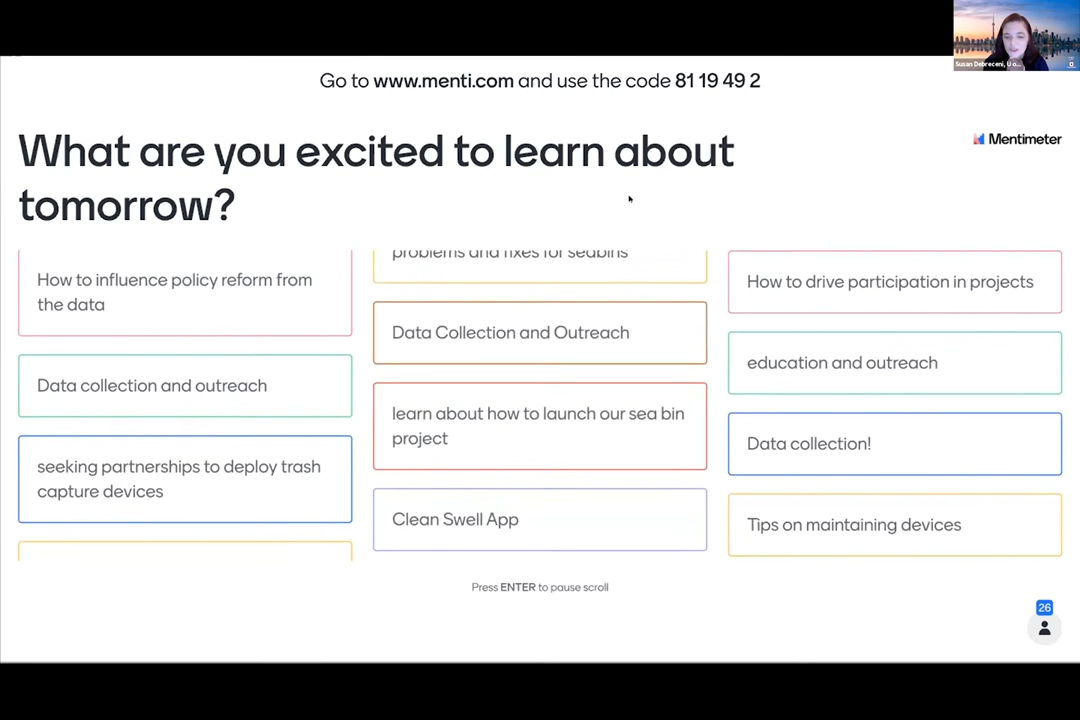 Go to www.menti.com and use the code 81 19 49 2
Susan Debreceni, U o...
What are you excited to learn about
tomorrow?
Mentimeter
How to influence policy reform from
the data
Data collection and outreach
seeking partnerships to deploy trash
capture devices
problems and fixes for seabins
Data Collection and Outreach
learn about how to launch our sea bin
project
Clean Swell App
How to drive participation in projects
education and outreach
Data collection!
Tips on maintaining devices
Press ENTER to pause scroll
26